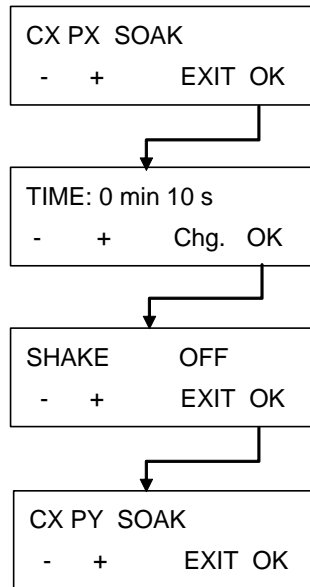 CX PX SOAK
- + EXIT OK
TIME: 0 min 10 s
- + Chg. OK
SHAKE OFF
- + EXIT OK
CX PY SOAK
- + EXIT OK